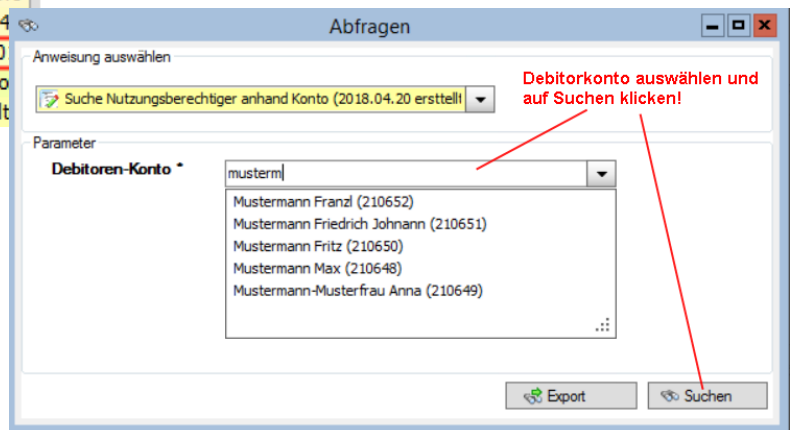 Abfragen
Anweisung auswählen
Suche Nutzungsberechtiger anhand Konto (2018.04.20 ersttellt
Debitorkonto auswählen und
auf Suchen klicken!
Parameter
Debitoren-Konto *
musterm
Mustermann Franzl (210652)
Mustermann Friedrich Johnann (210651)
Mustermann Fritz (210650)
Mustermann Max (210648)
Mustermann-Musterfrau Anna (210649)
Export
Suchen